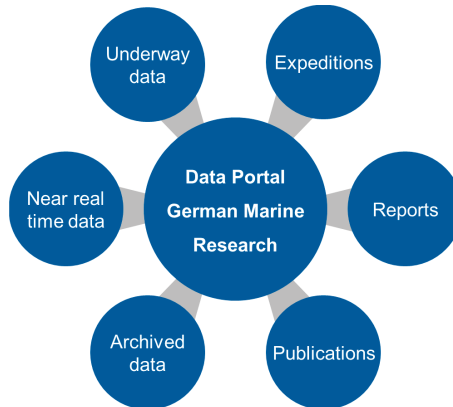 Underway
data
Expeditions
Data Portal
German Marine
Research
Near real
time data
Reports
Archived
data
Publications